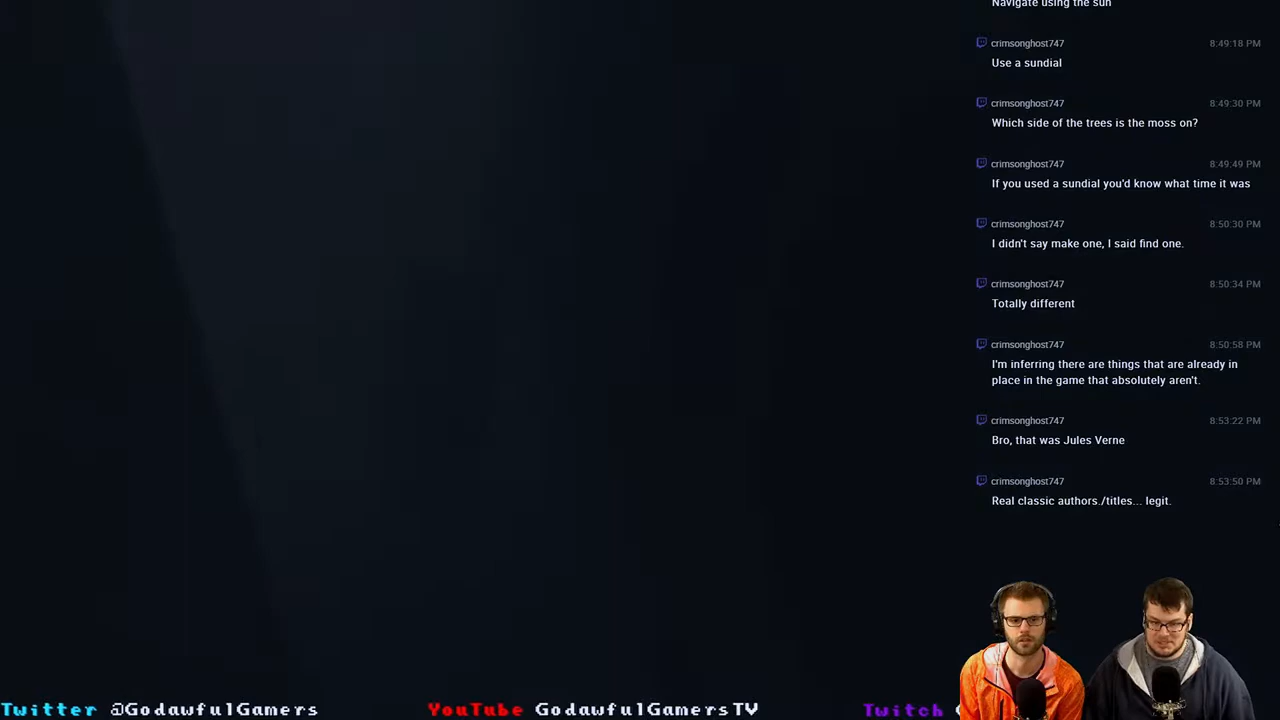 Navigate using the sun
crimsonghost747 8:49:18 PM
Use a sundial
crimsonghost747 8:49:30 PM
Which side of the trees is the moss on?
crimsonghost747 8:49:49 PM
If you used a sundial you'd know what time it was
crimsonghost747 8:50:30 PM
I didn't say make one, I said find one.
crimsonghost747 8:50:34 PM
Totally different
crimsonghost747 8:50:58 PM
I'm inferring there are things that are already in
place in the game that absolutely aren't.
crimsonghost747 8:53:22 PM
Bro, that was Jules Verne
crimsonghost747 8:53:50 PM
Real classic authors./titles... legit.
Twitter @GodawfulGamers YouTube GodawfulGamersTV Twitch